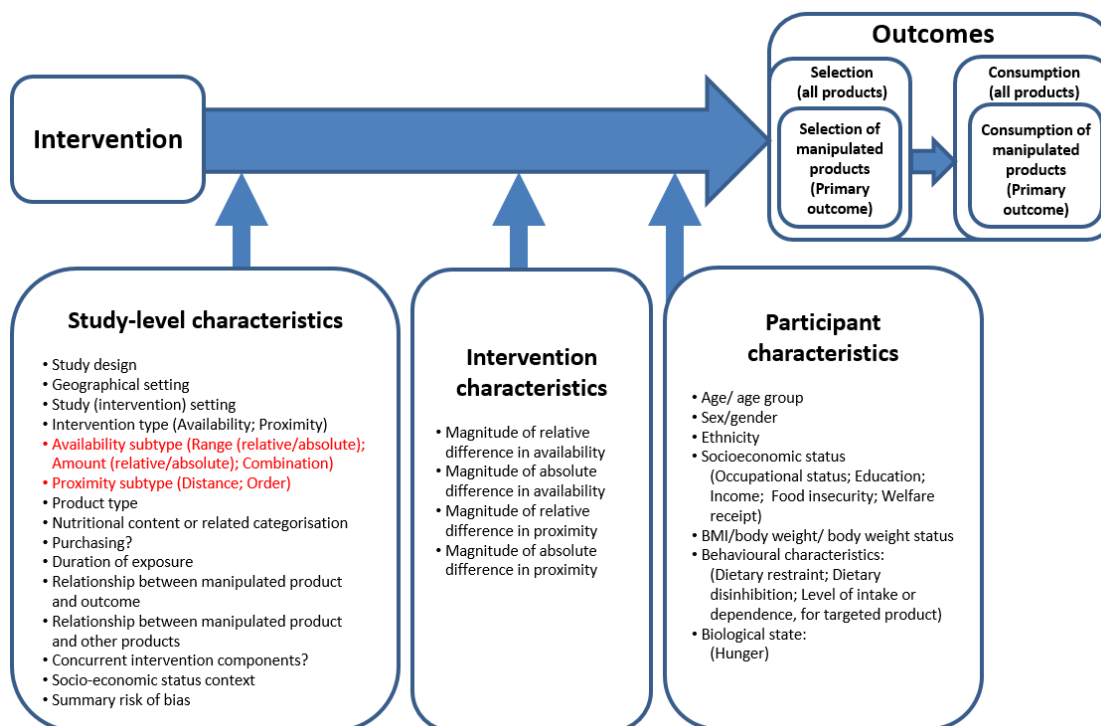 Outcomes
Intervention
Selection
(all products)
Selection of
manipulated
products
(Primary
outcome)
Consumption
(all products)
Consumption of
manipulated
products
(Primary
outcome)
Study-level characteristics
• Study design
• Geographical setting
• Study (intervention) setting
• Intervention type (Availability; Proximity)
• Availability subtype (Range (relative/absolute);
Amount (relative/absolute); Combination)
• Proximity subtype (Distance; Order)
• Product type
• Nutritional content or related categorisation
• Purchasing?
• Duration of exposure
• Relationship between manipulated product
and outcome
• Relationship between manipulated product
and other products
• Concurrent intervention components?
• Socio-economic status context
• Summary risk of bias
Intervention
characteristics
• Magnitude of relative
difference in availability
• Magnitude of absolute
difference in availability
• Magnitude of relative
difference in proximity
• Magnitude of absolute
difference in proximity
Participant
characteristics
• Age/ age group
• Sex/gender
• Ethnicity
• Socioeconomic status
(Occupational status; Education;
Income; Food insecurity; Welfare
receipt)
• BMI/body weight/ body weight status
• Behavioural characteristics:
(Dietary restraint; Dietary
disinhibition; Level of intake or
dependence, for targeted product)
• Biological state:
(Hunger)